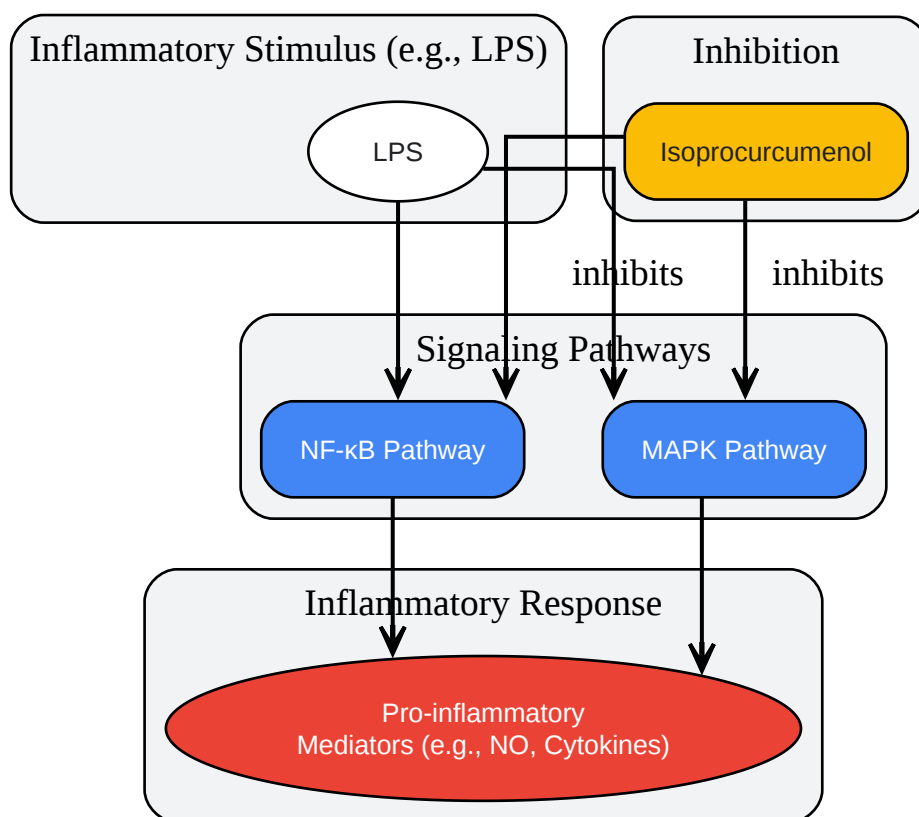 Inflammatory Stimulus (e.g., LPS)
Inhibition
LPS
Isoprocurcumenol
inhibits
inhibits
Signaling Pathways
NF-κB Pathway
MAPK Pathway
Inflammatory Response
Pro-inflammatory
Mediators (e.g., NO, Cytokines)